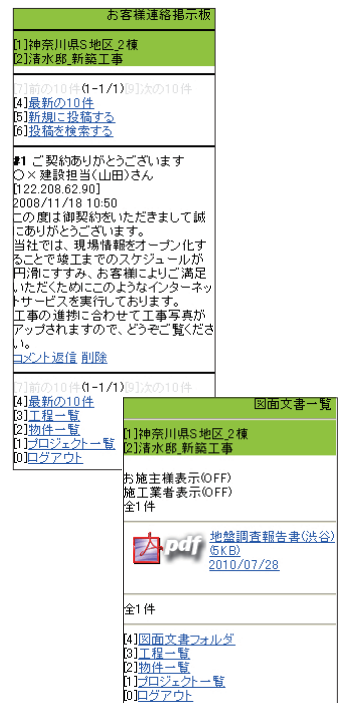 お客様連絡掲示板
[1]神奈川県S地区_2棟
[2]清水邸_新築工事
[7]前の10件(1-1/1)[9]次の10件
[4]最新の10件
[5]新規に投稿する
[6]投稿を検索する
#1 ご契約ありがとうございます
○×建設担当(山田)さん
[122.208.62.90]
2008/11/18 10:50
この度は御契約をいただきまして誠
にありがとうございます。
当社では、現場情報をオープン化す
ることで竣工までのスケジュールが
円滑にすすみ、お客様によりご満足
いただくためにこのようなインターネッ
トサービスを実行しております。
工事の進捗に合わせて工事写真が
アップされますので、どうぞご覧くださ
い。
コメント返信 削除
[7]前の10件(1-1/1)[9]次の10件
[4]最新の10件
[3]工程一覧
[2]物件一覧
[1]プロジェクト一覧
[0]ログアウト
図面文書一覧
[1]神奈川県S地区_2棟
[2]清水邸_新築工事
お施主様表示(OFF)
施工業者表示(OFF)
全1件
pdf
地盤調査報告書(渋谷)
(5KB)
2010/07/28
全1件
[4]図面文書フォルダ
[3]工程一覧
[2]物件一覧
[1]プロジェクト一覧
[0]ログアウト